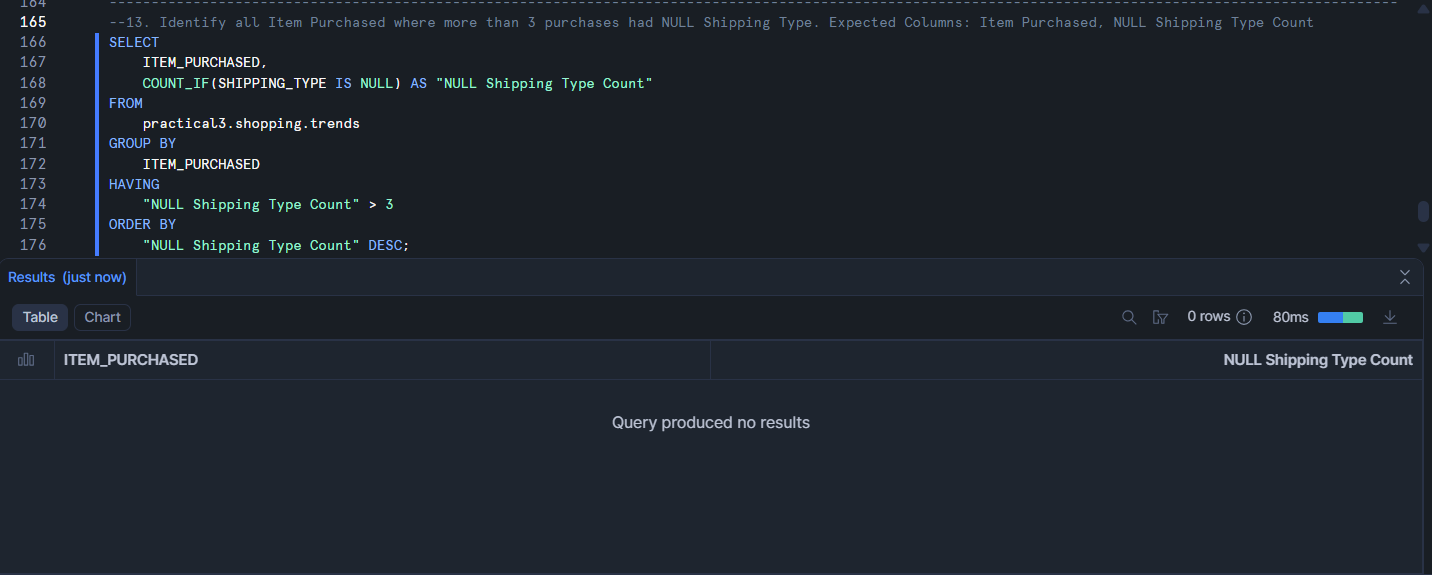 164 --------------------------------------------------------------------------------------------------------------------------------------------------------
165 --13. Identify all Item Purchased where more than 3 purchases had NULL Shipping Type. Expected Columns: Item Purchased, NULL Shipping Type Count
166 SELECT
167 ITEM_PURCHASED,
168 COUNT_IF(SHIPPING_TYPE IS NULL) AS "NULL Shipping Type Count"
169 FROM
170 practical3.shopping.trends
171 GROUP BY
172 ITEM_PURCHASED
173 HAVING
174 "NULL Shipping Type Count" > 3
175 ORDER BY
176 "NULL Shipping Type Count" DESC;
Results (just now)
Table Chart 0 rows 80ms
ITEM_PURCHASED NULL Shipping Type Count
Query produced no results